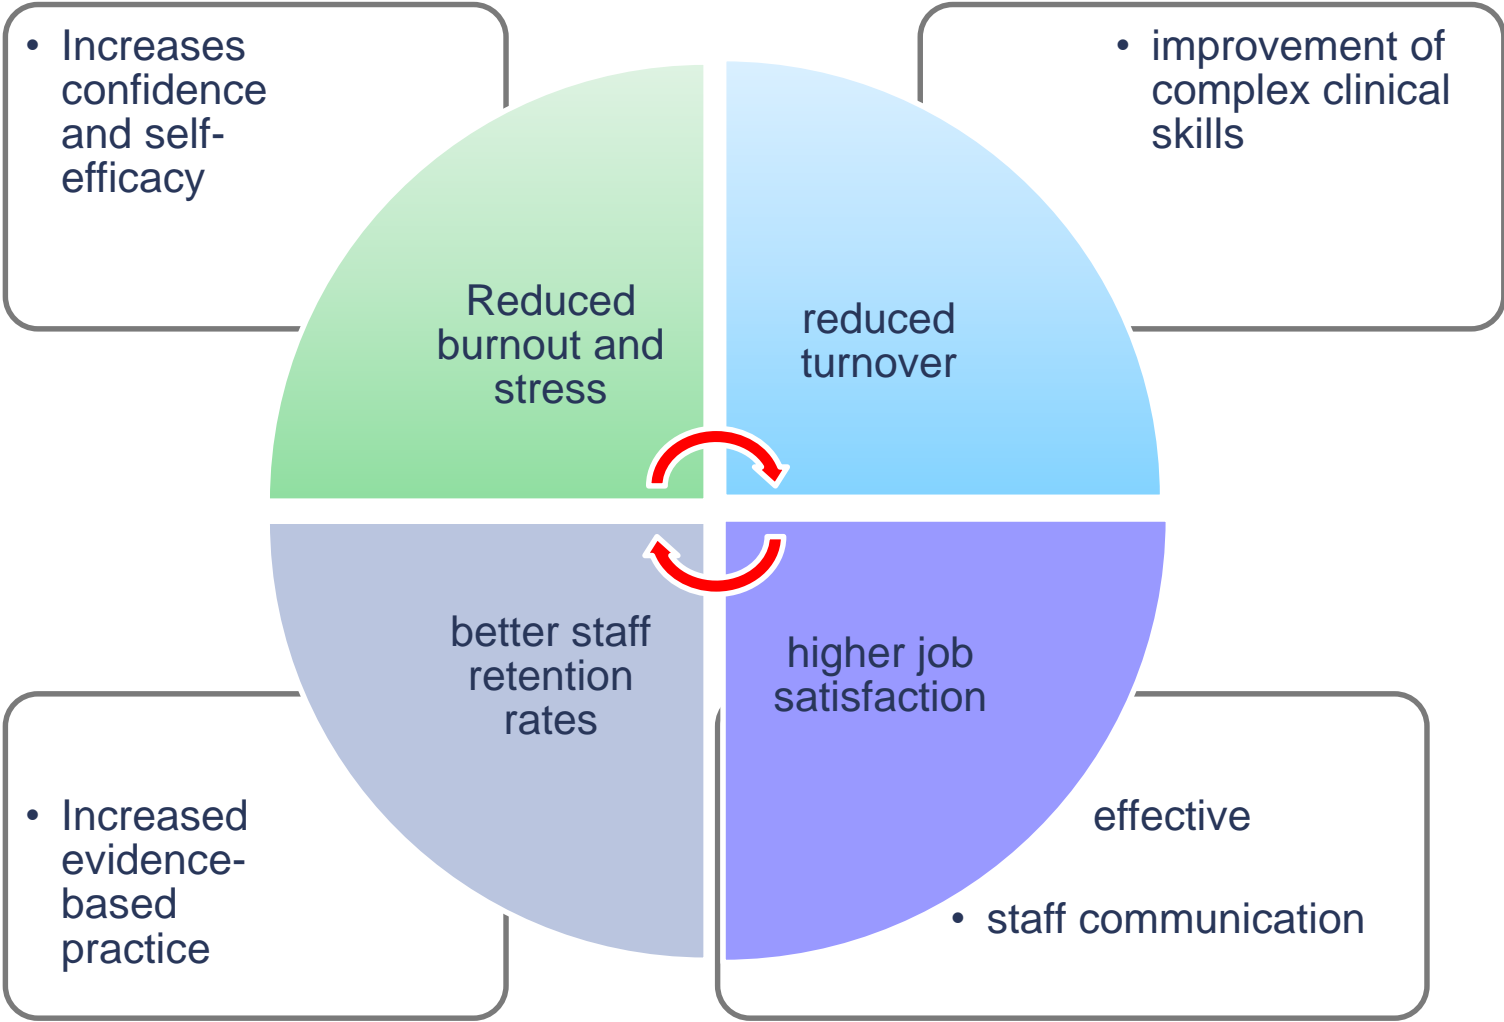 • Increases
confidence
and self-
efficacy
• improvement of
complex clinical
skills
Reduced
burnout and
stress
reduced
turnover
better staff
retention
rates
higher job
satisfaction
• Increased
evidence-
based
practice
effective
• staff communication